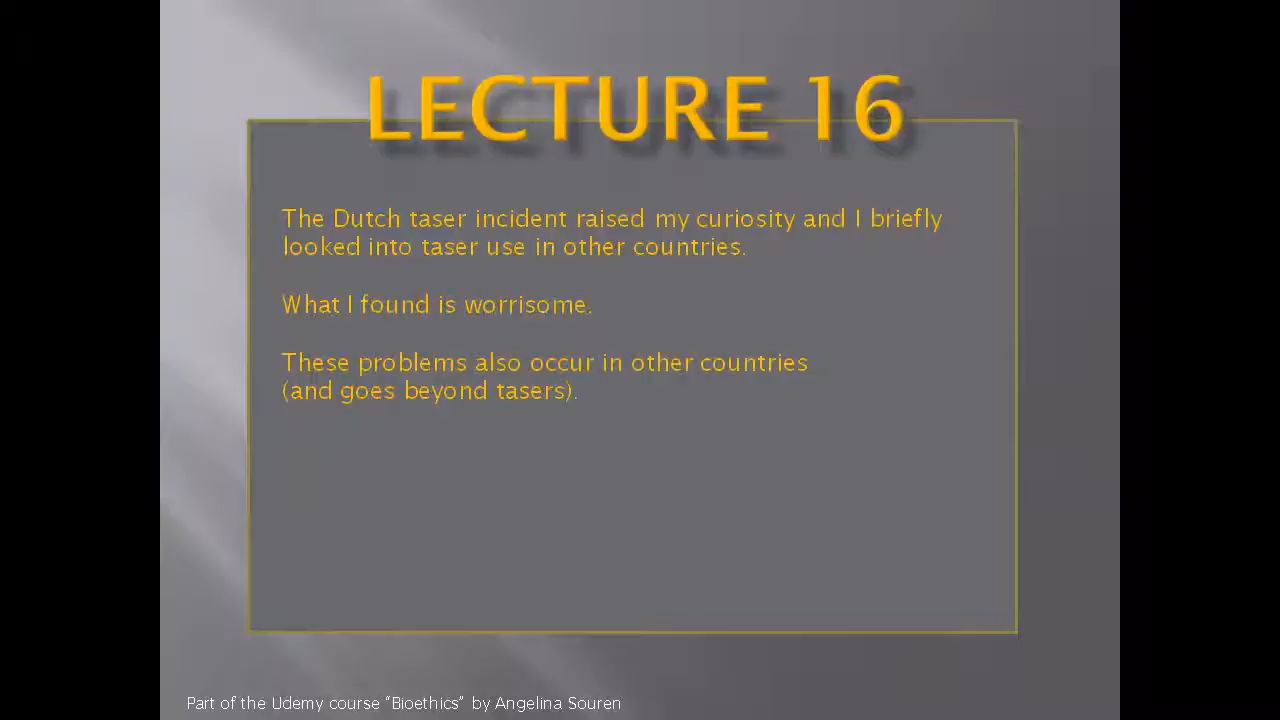 LECTURE 16
The Dutch taser incident raised my curiosity and I briefly
looked into taser use in other countries.
What I found is worrisome.
These problems also occur in other countries
(and goes beyond tasers).
Part of the Udemy course “Bioethics” by Angelina Souren